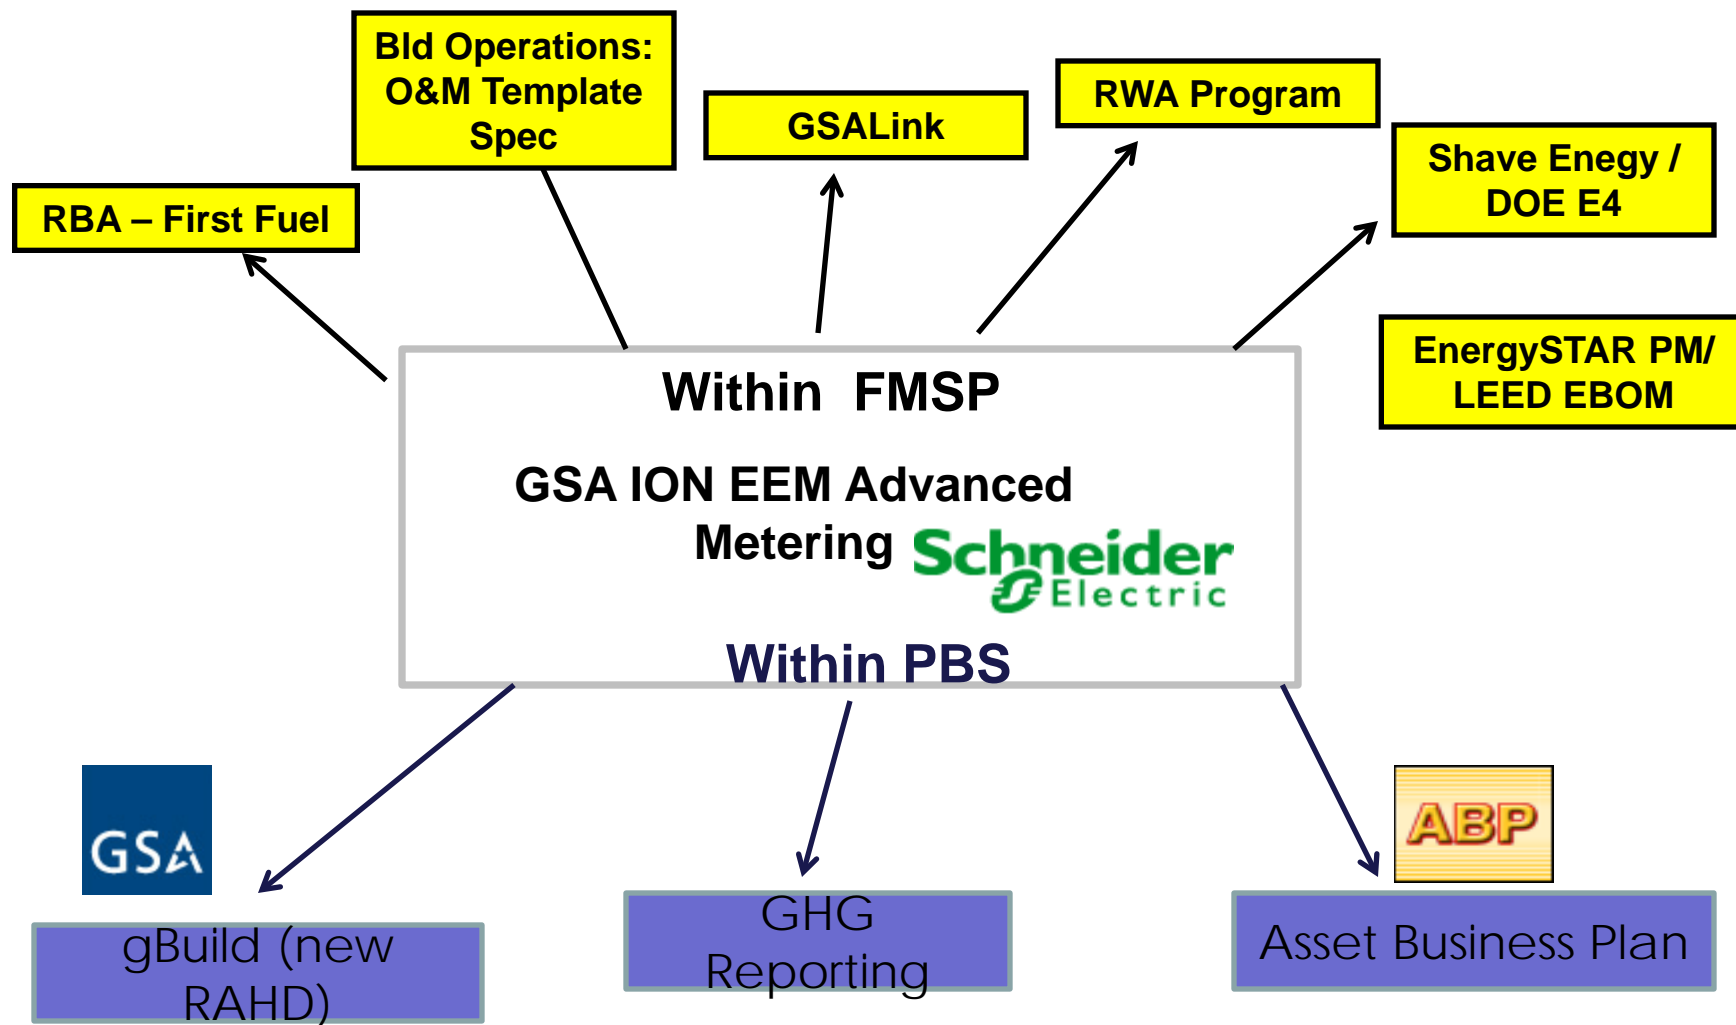 Bld Operations:
O&M Template
Spec
GSALink
RWA Program
Shave Enegy /
DOE E4
RBA – First Fuel
EnergySTAR PM/
LEED EBOM
Within FMSP
GSA ION EEM Advanced
Metering
Schneider
Electric
Within PBS
GSA
ABP
gBuild (new
RAHD)
GHG
Reporting
Asset Business Plan